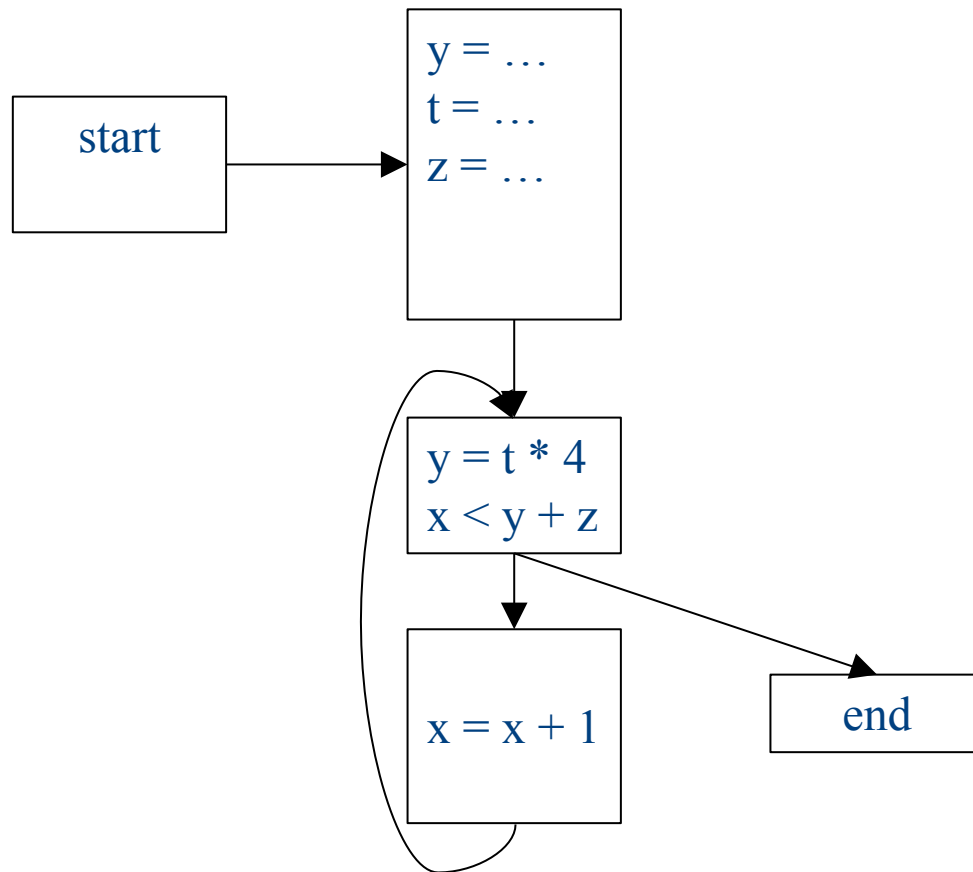 start
y = …
t = …
z = …
y = t * 4
x < y + z
x = x + 1
end